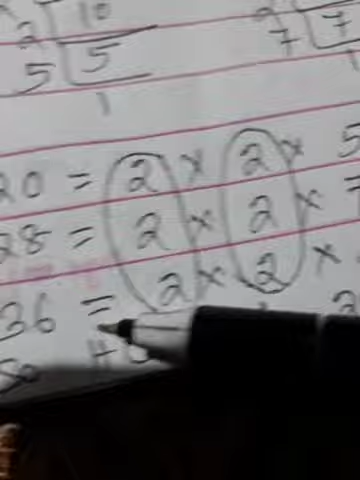 2 10
5 5
1
7 7
20 = 2 × 2 × 5
28 = 2 × 2 × 7
36 = 2 × 2 ×